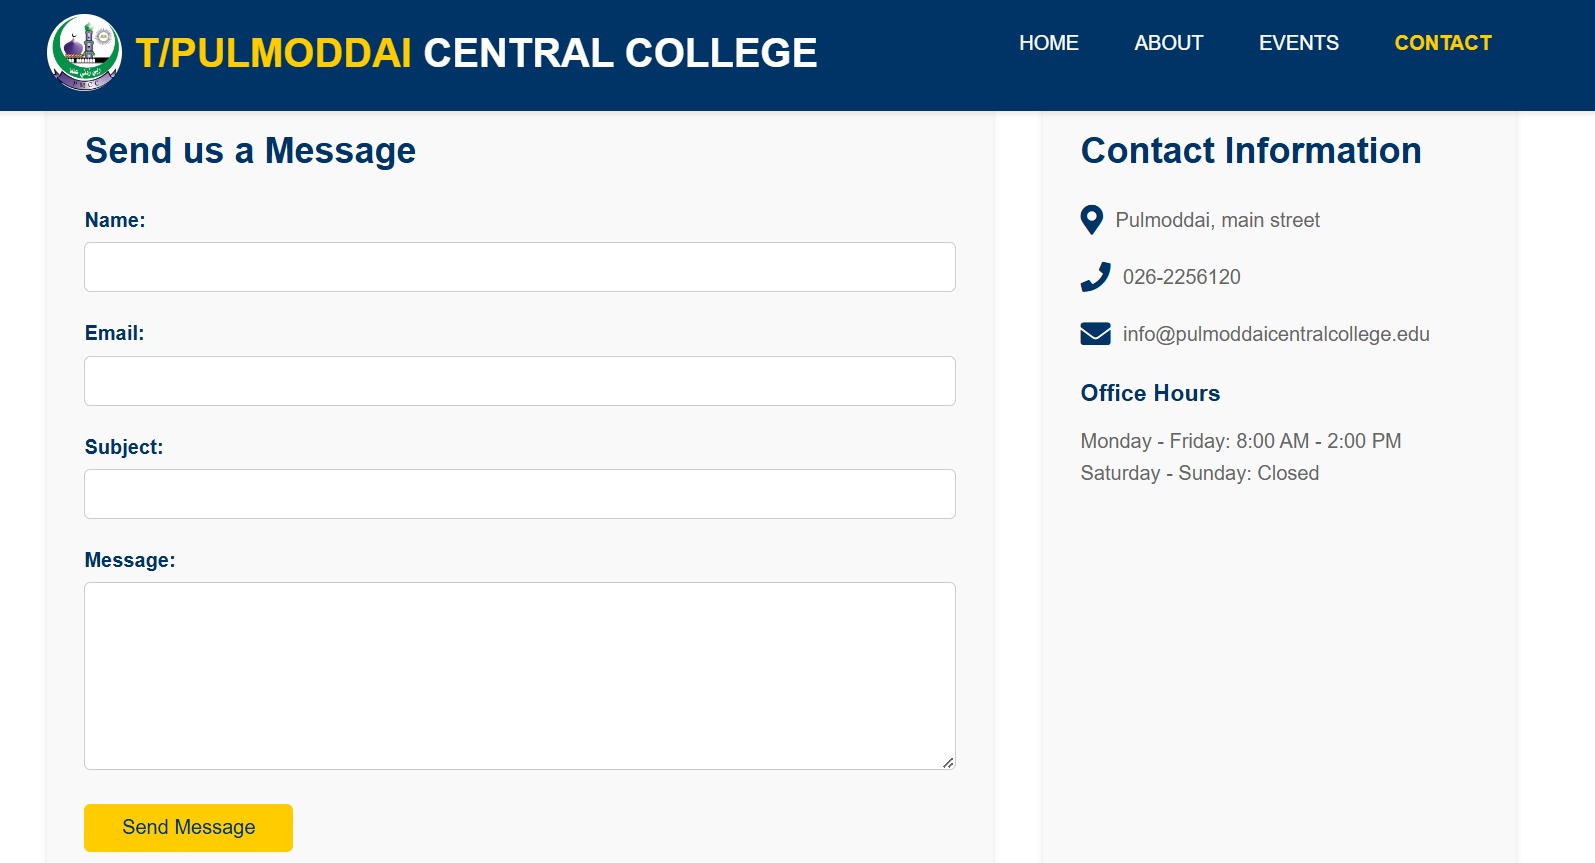 T/PULMODDAI CENTRAL COLLEGE
HOME
ABOUT
EVENTS
CONTACT
Send us a Message
Name:
Email:
Subject:
Message:
Send Message
Contact Information
Pulmoddai, main street
026-2256120
info@pulmoddaicentralcollege.edu
Office Hours
Monday - Friday: 8:00 AM - 2:00 PM
Saturday - Sunday: Closed